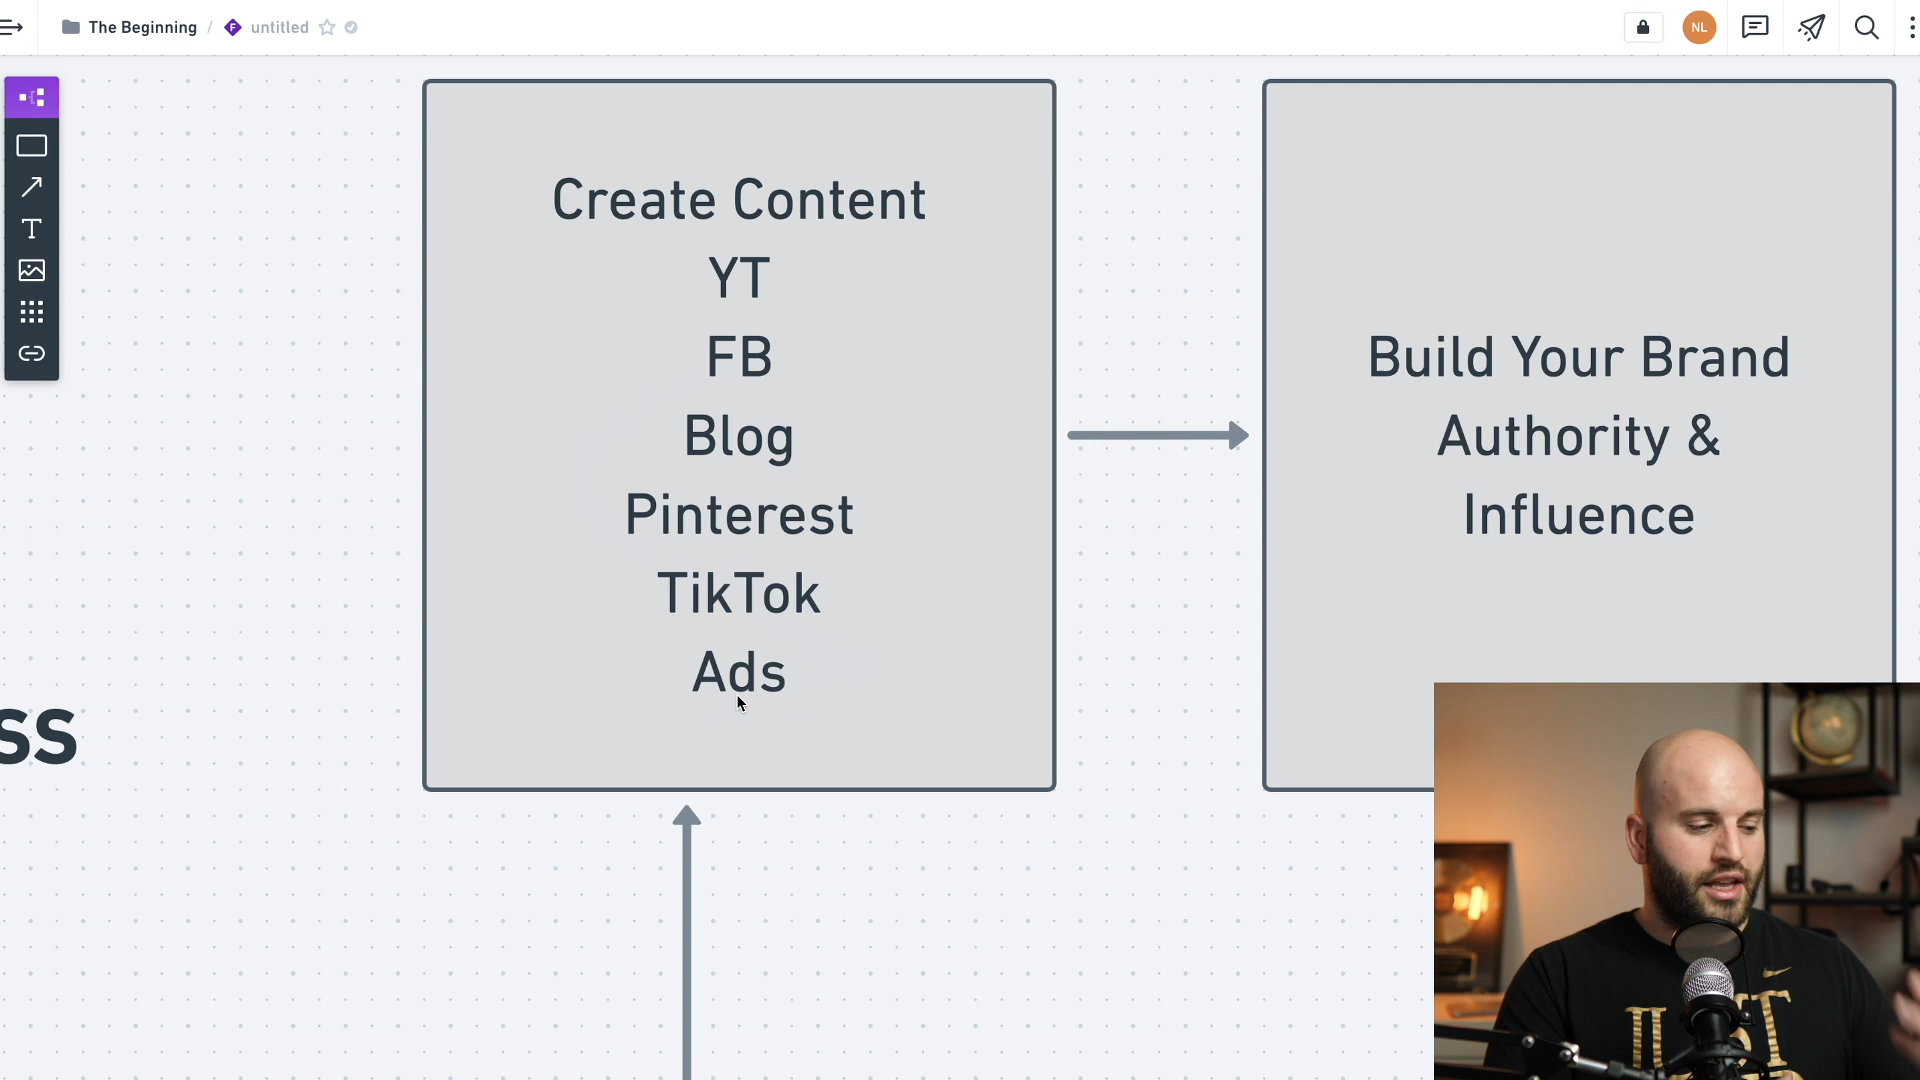 The Beginning / untitled
NL
Create Content
YT
FB
Blog
Pinterest
TikTok
Ads
Build Your Brand
Authority &
Influence
ss